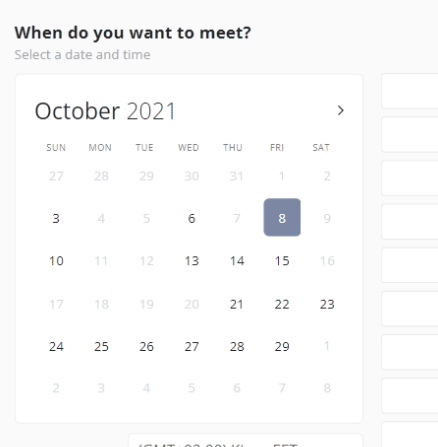 When do you want to meet?
Select a date and time
October 2021
SUN MON TUE WED THU FRI SAT
27 28 29 30 31 1 2
3 4 5 6 7 8 9
10 11 12 13 14 15 16
17 18 19 20 21 22 23
24 25 26 27 28 29 1
2 3 4 5 6 7 8